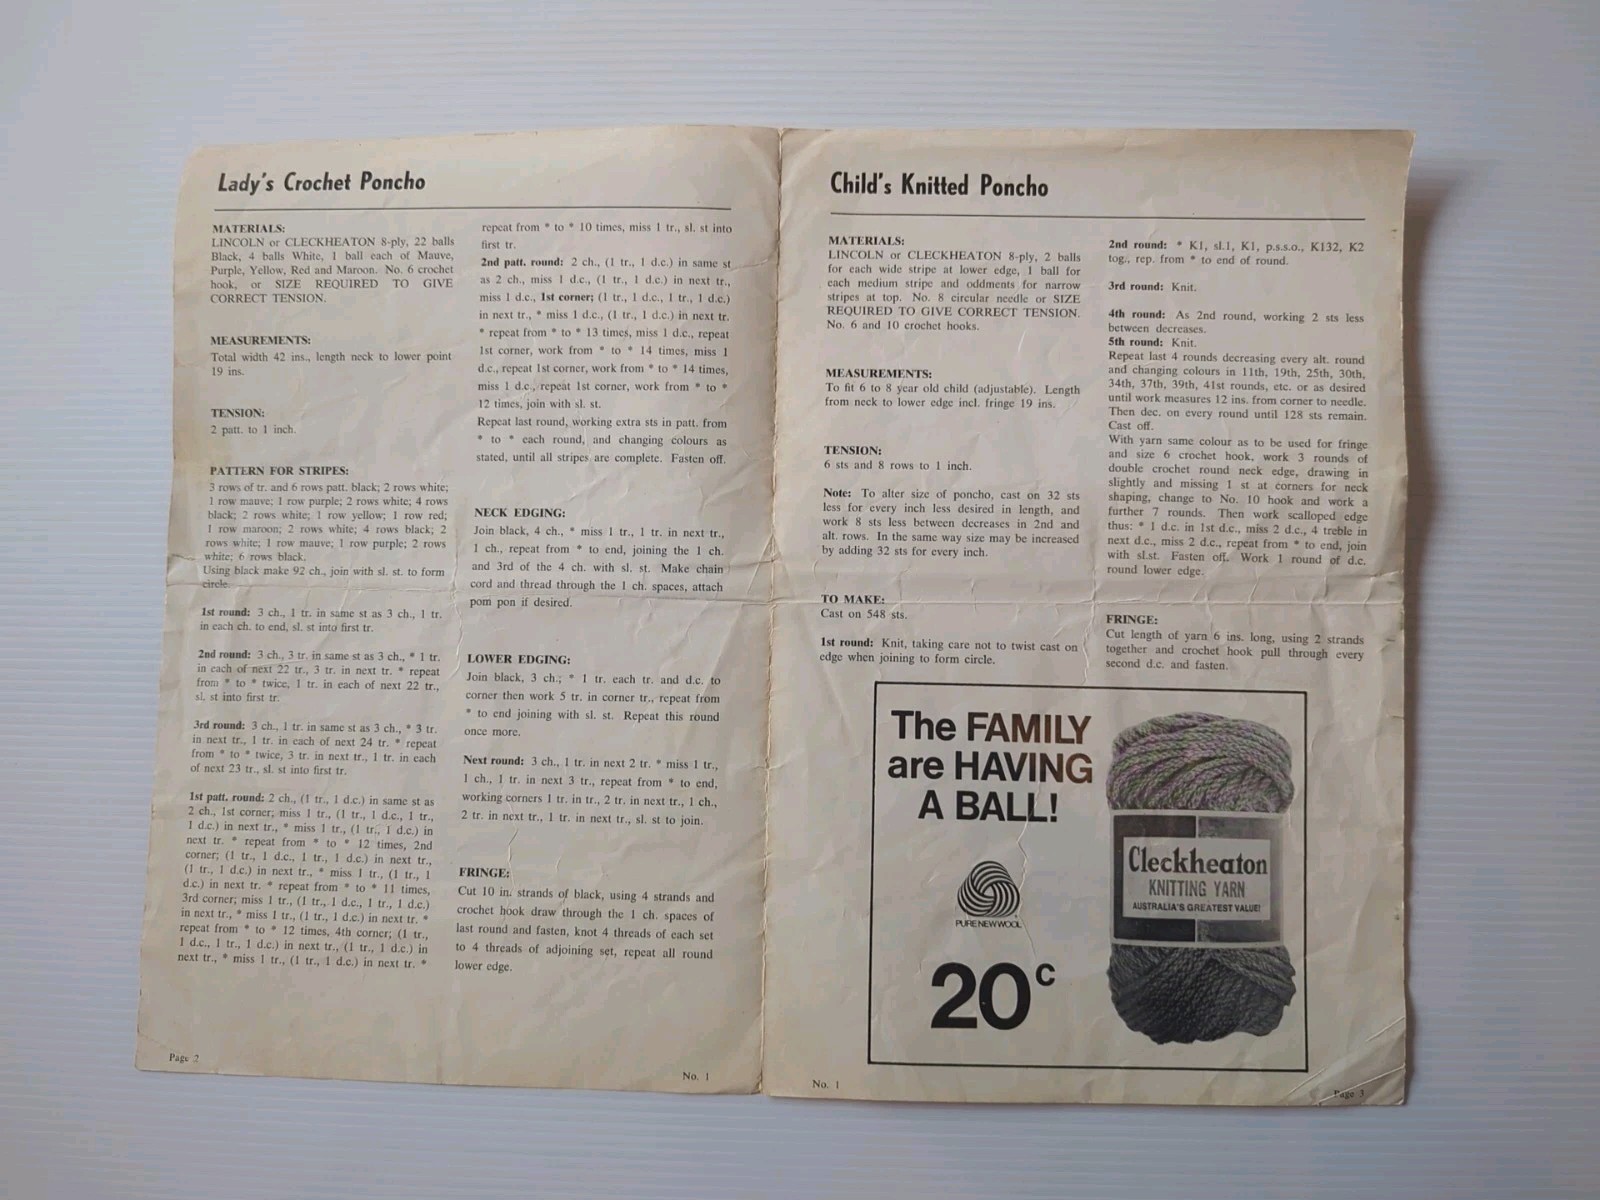 Lady's Crochet Poncho
MATERIALS:
LINCOLN or CLECKHEATON 8-ply, 22 balls
Black, 4 balls White, 1 ball each of Mauve,
Purple, Yellow, Red and Maroon. No. 6 crochet
hook, or SIZE REQUIRED TO GIVE
CORRECT TENSION.
MEASUREMENTS:
Total width 42 ins., length neck to lower point
19 ins.
TENSION:
2 patt. to 1 inch.
PATTERN FOR STRIPES:
3 rows of tr. and 6 rows patt. black; 2 rows white;
1 row mauve; 1 row purple; 2 rows white; 4 rows
black; 2 rows white; 1 row yellow; 1 row red;
1 row maroon; 2 rows white; 4 rows black; 2
rows white; 1 row mauve; 1 row purple; 2 rows
white; 6 rows black.
Using black make 92 ch., join with sl. st. to form
circle.
1st round: 3 ch., 1 tr. in same st as 3 ch., 1 tr.
in each ch. to end, sl. st into first tr.
2nd round: 3 ch., 3 tr. in same st as 3 ch., * 1 tr.
in each of next 22 tr., 3 tr. in next tr. * repeat
from * to * twice, 1 tr. in each of next 22 tr.,
sl. st into first tr.
3rd round: 3 ch., 1 tr. in same st as 3 ch., * 3 tr.
in next tr., 1 tr. in each of next 24 tr. * repeat
from * to * twice, 3 tr. in next tr., 1 tr. in each
of next 23 tr., sl. st into first tr.
1st patt. round: 2 ch., (1 tr., 1 d.c.) in same st as
2 ch., 1st corner; miss 1 tr., (1 tr., 1 d.c., 1 tr.,
1 d.c.) in next tr., * miss 1 tr., (1 tr., 1 d.c.) in
next tr. * repeat from * to * 12 times, 2nd
corner; (1 tr., 1 d.c., 1 tr., 1 d.c.) in next tr.,
(1 tr., 1 d.c.) in next tr., * miss 1 tr., (1 tr., 1
d.c.) in next tr. * repeat from * to * 11 times,
3rd corner; miss 1 tr., (1 tr., 1 d.c., 1 tr., 1 d.c.)
in next tr., * miss 1 tr., (1 tr., 1 d.c.) in next tr. *
repeat from * to * 12 times, 4th corner; (1 tr.,
1 d.c., 1 tr., 1 d.c.) in next tr., (1 tr., 1 d.c.) in
next tr., * miss 1 tr., (1 tr., 1 d.c.) in next tr. *
repeat from * to * 10 times, miss 1 tr., sl. st into
first tr.
2nd patt. round: 2 ch., (1 tr., 1 d.c.) in same st
as 2 ch., miss 1 d.c., (1 tr., 1 d.c.) in next tr.,
miss 1 d.c., 1st corner; (1 tr., 1 d.c., 1 tr., 1 d.c.)
in next tr., * miss 1 d.c., (1 tr., 1 d.c.) in next tr.
* repeat from * to * 13 times, miss 1 d.c., repeat
1st corner, work from * to * 14 times, miss 1
d.c., repeat 1st corner, work from * to * 14 times,
miss 1 d.c., repeat 1st corner, work from * to *
12 times, join with sl. st.
Repeat last round, working extra sts in patt. from
* to * each round, and changing colours as
stated, until all stripes are complete. Fasten off.
NECK EDGING:
Join black, 4 ch., * miss 1 tr., 1 tr. in next tr.,
1 ch., repeat from * to end, joining the 1 ch.
and 3rd of the 4 ch. with sl. st. Make chain
cord and thread through the 1 ch. spaces, attach
pom pon if desired.
LOWER EDGING:
Join black, 3 ch.; * 1 tr. each tr. and d.c. to
corner then work 5 tr. in corner tr., repeat from
* to end joining with sl. st. Repeat this round
once more.
Next round: 3 ch., 1 tr. in next 2 tr. * miss 1 tr.,
1 ch., 1 tr. in next 3 tr., repeat from * to end,
working corners 1 tr. in tr., 2 tr. in next tr., 1 ch.,
2 tr. in next tr., 1 tr. in next tr., sl. st to join.
FRINGE:
Cut 10 in. strands of black, using 4 strands and
crochet hook draw through the 1 ch. spaces of
last round and fasten, knot 4 threads of each set
to 4 threads of adjoining set, repeat all round
lower edge.
Page 2
No. 1
Child's Knitted Poncho
MATERIALS:
LINCOLN or CLECKHEATON 8-ply, 2 balls
for each wide stripe at lower edge, 1 ball for
each medium stripe and oddments for narrow
stripes at top. No. 8 circular needle or SIZE
REQUIRED TO GIVE CORRECT TENSION.
No. 6 and 10 crochet hooks.
MEASUREMENTS:
To fit 6 to 8 year old child (adjustable). Length
from neck to lower edge incl. fringe 19 ins.
TENSION:
6 sts and 8 rows to 1 inch.
Note: To alter size of poncho, cast on 32 sts
less for every inch less desired in length, and
work 8 sts less between decreases in 2nd and
alt. rows. In the same way size may be increased
by adding 32 sts for every inch.
TO MAKE:
Cast on 548 sts.
1st round: Knit, taking care not to twist cast on
edge when joining to form circle.
2nd round: * K1, sl.1, K1, p.s.s.o., K132, K2
tog., rep. from * to end of round.
3rd round: Knit.
4th round: As 2nd round, working 2 sts less
between decreases.
5th round: Knit.
Repeat last 4 rounds decreasing every alt. round
and changing colours in 11th, 19th, 25th, 30th,
34th, 37th, 39th, 41st rounds, etc. or as desired
until work measures 12 ins. from corner to needle.
Then dec. on every round until 128 sts remain.
Cast off.
With yarn same colour as to be used for fringe
and size 6 crochet hook, work 3 rounds of
double crochet round neck edge, drawing in
slightly and missing 1 st at corners for neck
shaping, change to No. 10 hook and work a
further 7 rounds. Then work scalloped edge
thus: * 1 d.c. in 1st d.c., miss 2 d.c., 4 treble in
next d.c., miss 2 d.c., repeat from * to end, join
with sl.st. Fasten off. Work 1 round of d.c.
round lower edge.
FRINGE:
Cut length of yarn 6 ins. long, using 2 strands
together and crochet hook pull through every
second d.c. and fasten.
The FAMILY
are HAVING
A BALL!
PURE NEW WOOL
20c
Cleckheaton
KNITTING YARN
AUSTRALIA'S GREATEST VALUE!
No. 1
Page 3